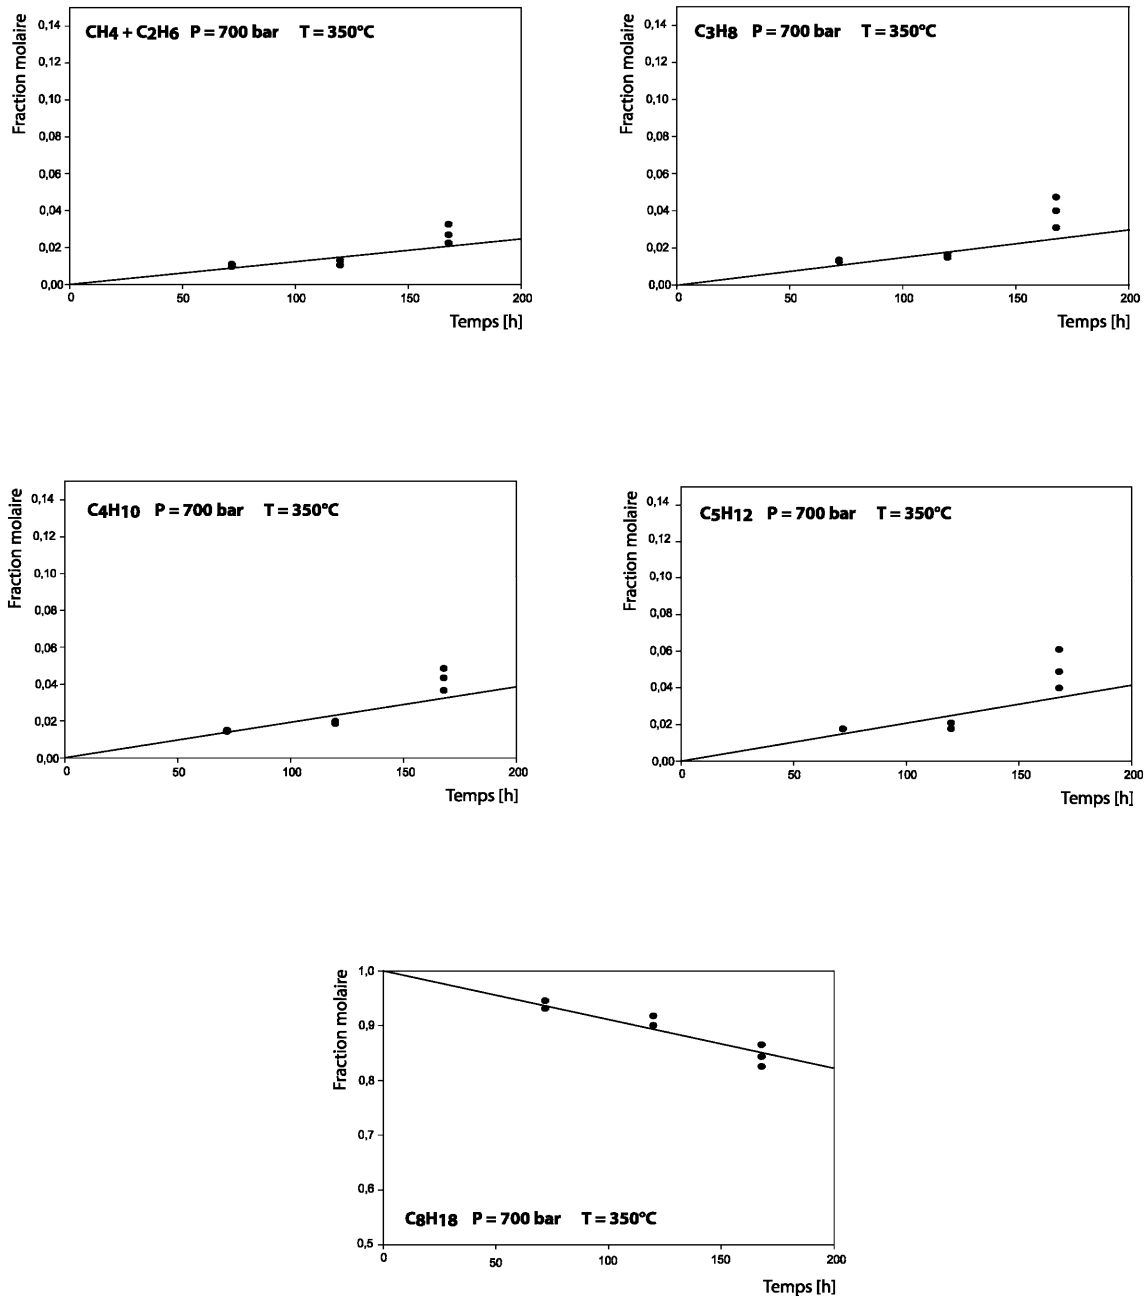 Fraction molaire
CH4 + C2H6 P = 700 bar T = 350°C
0,14
0,12
0,10
0,08
0,06
0,04
0,02
0,00
0 50 100 150 200
Temps [h]
Fraction molaire
C3H8 P = 700 bar T = 350°C
0,14
0,12
0,10
0,08
0,06
0,04
0,02
0,00
0 50 100 150 200
Temps [h]
Fraction molaire
C4H10 P = 700 bar T = 350°C
0,14
0,12
0,10
0,08
0,06
0,04
0,02
0,00
0 50 100 150 200
Temps [h]
Fraction molaire
C5H12 P = 700 bar T = 350°C
0,14
0,12
0,10
0,08
0,06
0,04
0,02
0,00
0 50 100 150 200
Temps [h]
Fraction molaire
1,0
0,9
0,8
0,7
0,6
C8H18 P = 700 bar T = 350°C
0,5
0 50 100 150 200
Temps [h]